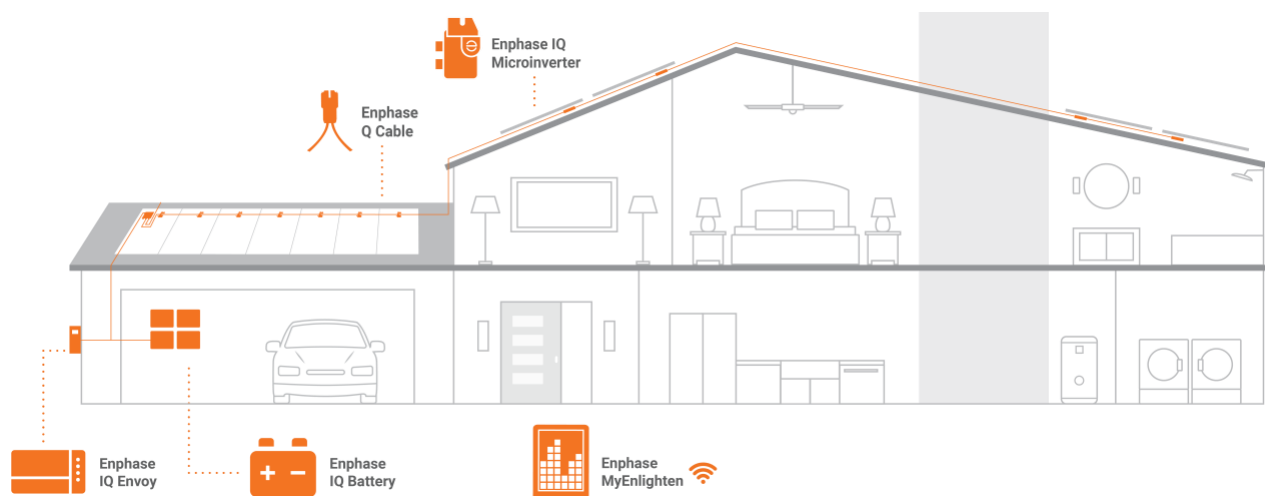 Enphase IQ
Microinverter
Enphase
Q Cable
Enphase
IQ Envoy
Enphase
IQ Battery
Enphase
MyEnlighten